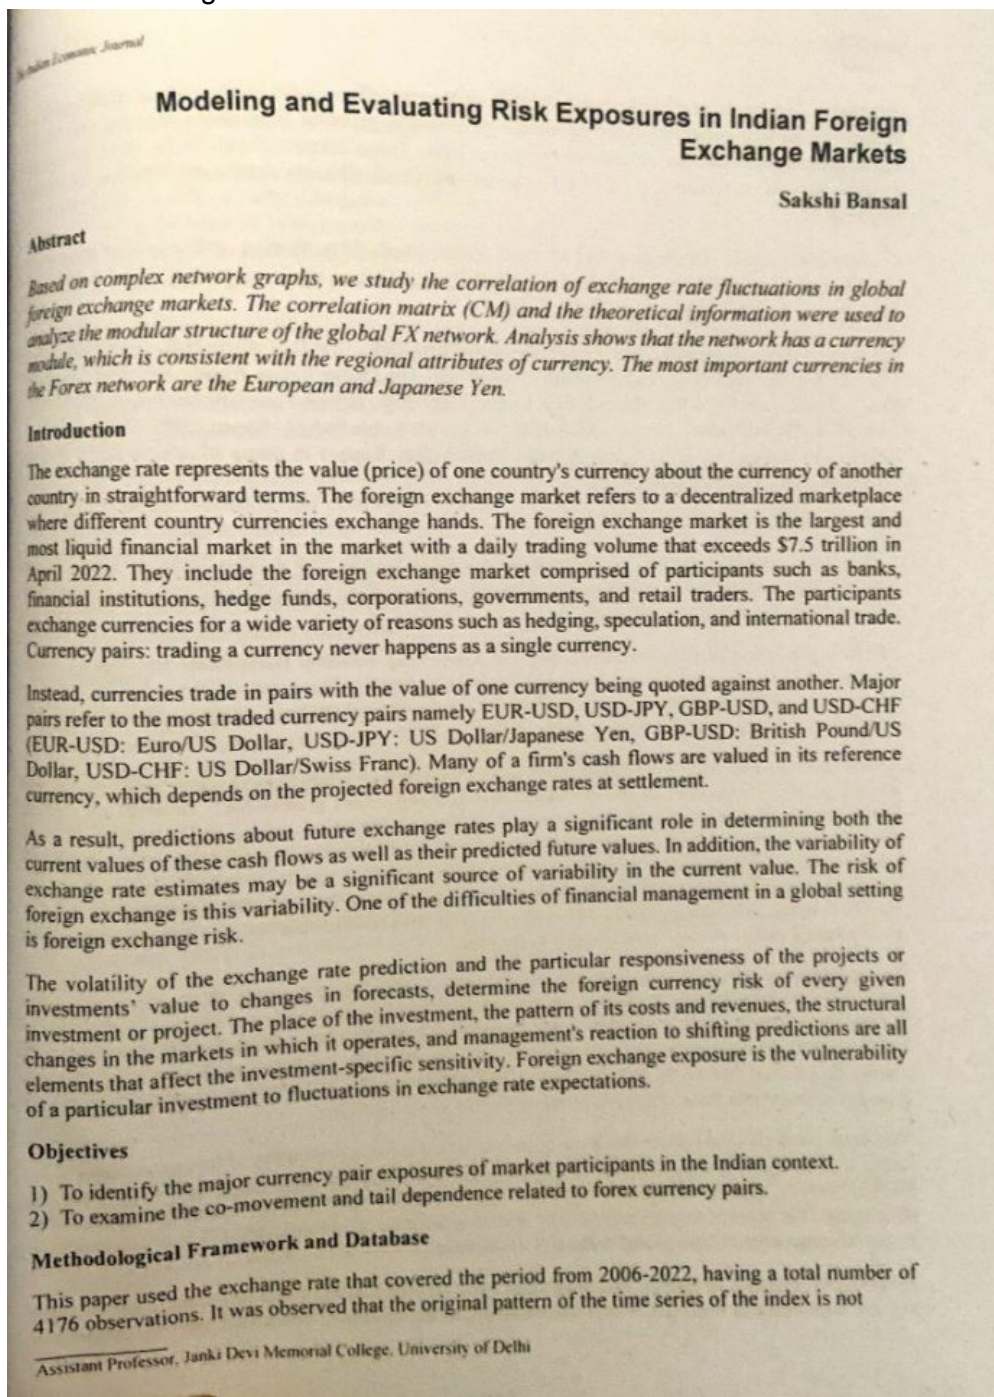 The Indian Economic Journal
Modeling and Evaluating Risk Exposures in Indian Foreign
Exchange Markets
Sakshi Bansal
Abstract
Based on complex network graphs, we study the correlation of exchange rate fluctuations in global
foreign exchange markets. The correlation matrix (CM) and the theoretical information were used to
analyze the modular structure of the global FX network. Analysis shows that the network has a currency
module, which is consistent with the regional attributes of currency. The most important currencies in
the Forex network are the European and Japanese Yen.
Introduction
The exchange rate represents the value (price) of one country's currency about the currency of another
country in straightforward terms. The foreign exchange market refers to a decentralized marketplace
where different country currencies exchange hands. The foreign exchange market is the largest and
most liquid financial market in the market with a daily trading volume that exceeds $7.5 trillion in
April 2022. They include the foreign exchange market comprised of participants such as banks,
financial institutions, hedge funds, corporations, governments, and retail traders. The participants
exchange currencies for a wide variety of reasons such as hedging, speculation, and international trade.
Currency pairs: trading a currency never happens as a single currency.
Instead, currencies trade in pairs with the value of one currency being quoted against another. Major
pairs refer to the most traded currency pairs namely EUR-USD, USD-JPY, GBP-USD, and USD-CHF
(EUR-USD: Euro/US Dollar, USD-JPY: US Dollar/Japanese Yen, GBP-USD: British Pound/US
Dollar, USD-CHF: US Dollar/Swiss Franc). Many of a firm's cash flows are valued in its reference
currency, which depends on the projected foreign exchange rates at settlement.
As a result, predictions about future exchange rates play a significant role in determining both the
current values of these cash flows as well as their predicted future values. In addition, the variability of
exchange rate estimates may be a significant source of variability in the current value. The risk of
foreign exchange is this variability. One of the difficulties of financial management in a global setting
is foreign exchange risk.
The volatility of the exchange rate prediction and the particular responsiveness of the projects or
investments' value to changes in forecasts, determine the foreign currency risk of every given
investment or project. The place of the investment, the pattern of its costs and revenues, the structural
changes in the markets in which it operates, and management's reaction to shifting predictions are all
elements that affect the investment-specific sensitivity. Foreign exchange exposure is the vulnerability
of a particular investment to fluctuations in exchange rate expectations.
Objectives
1) To identify the major currency pair exposures of market participants in the Indian context.
2) To examine the co-movement and tail dependence related to forex currency pairs.
Methodological Framework and Database
This paper used the exchange rate that covered the period from 2006-2022, having a total number of
4176 observations. It was observed that the original pattern of the time series of the index is not
Assistant Professor, Janki Devi Memorial College, University of Delhi